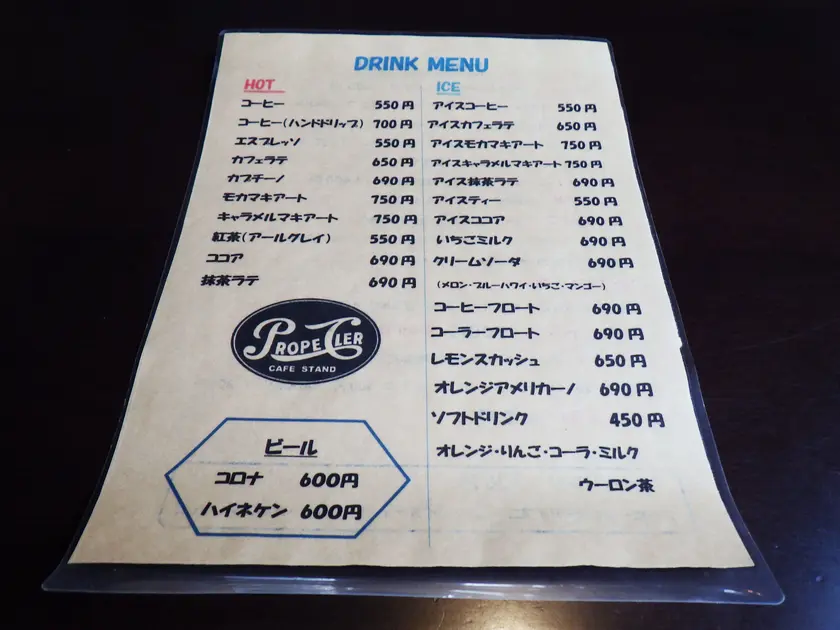 DRINK MENU
HOT
コーヒー 550円
コーヒー(ハンドドリップ) 700円
エスプレッソ 550円
カフェラテ 650円
カプチーノ 690円
モカマキアート 750円
キャラメルマキアート 750円
紅茶(アールグレイ) 550円
ココア 690円
抹茶ラテ 690円
PROPELLER
CAFE STAND
ビール
コロナ 600円
ハイネケン 600円
ICE
アイスコーヒー 550円
アイスカフェラテ 650円
アイスモカマキアート 750円
アイスキャラメルマキアート 750円
アイス抹茶ラテ 690円
アイスティー 550円
アイスココア 690円
いちごミルク 690円
クリームソーダ 690円
(メロン・ブルーハワイ・いちご・マンゴー)
コーヒーフロート 690円
コーラーフロート 690円
レモンスカッシュ 650円
オレンジアメリカーノ 690円
ソフトドリンク 450円
オレンジ・りんご・コーラ・ミルク
ウーロン茶